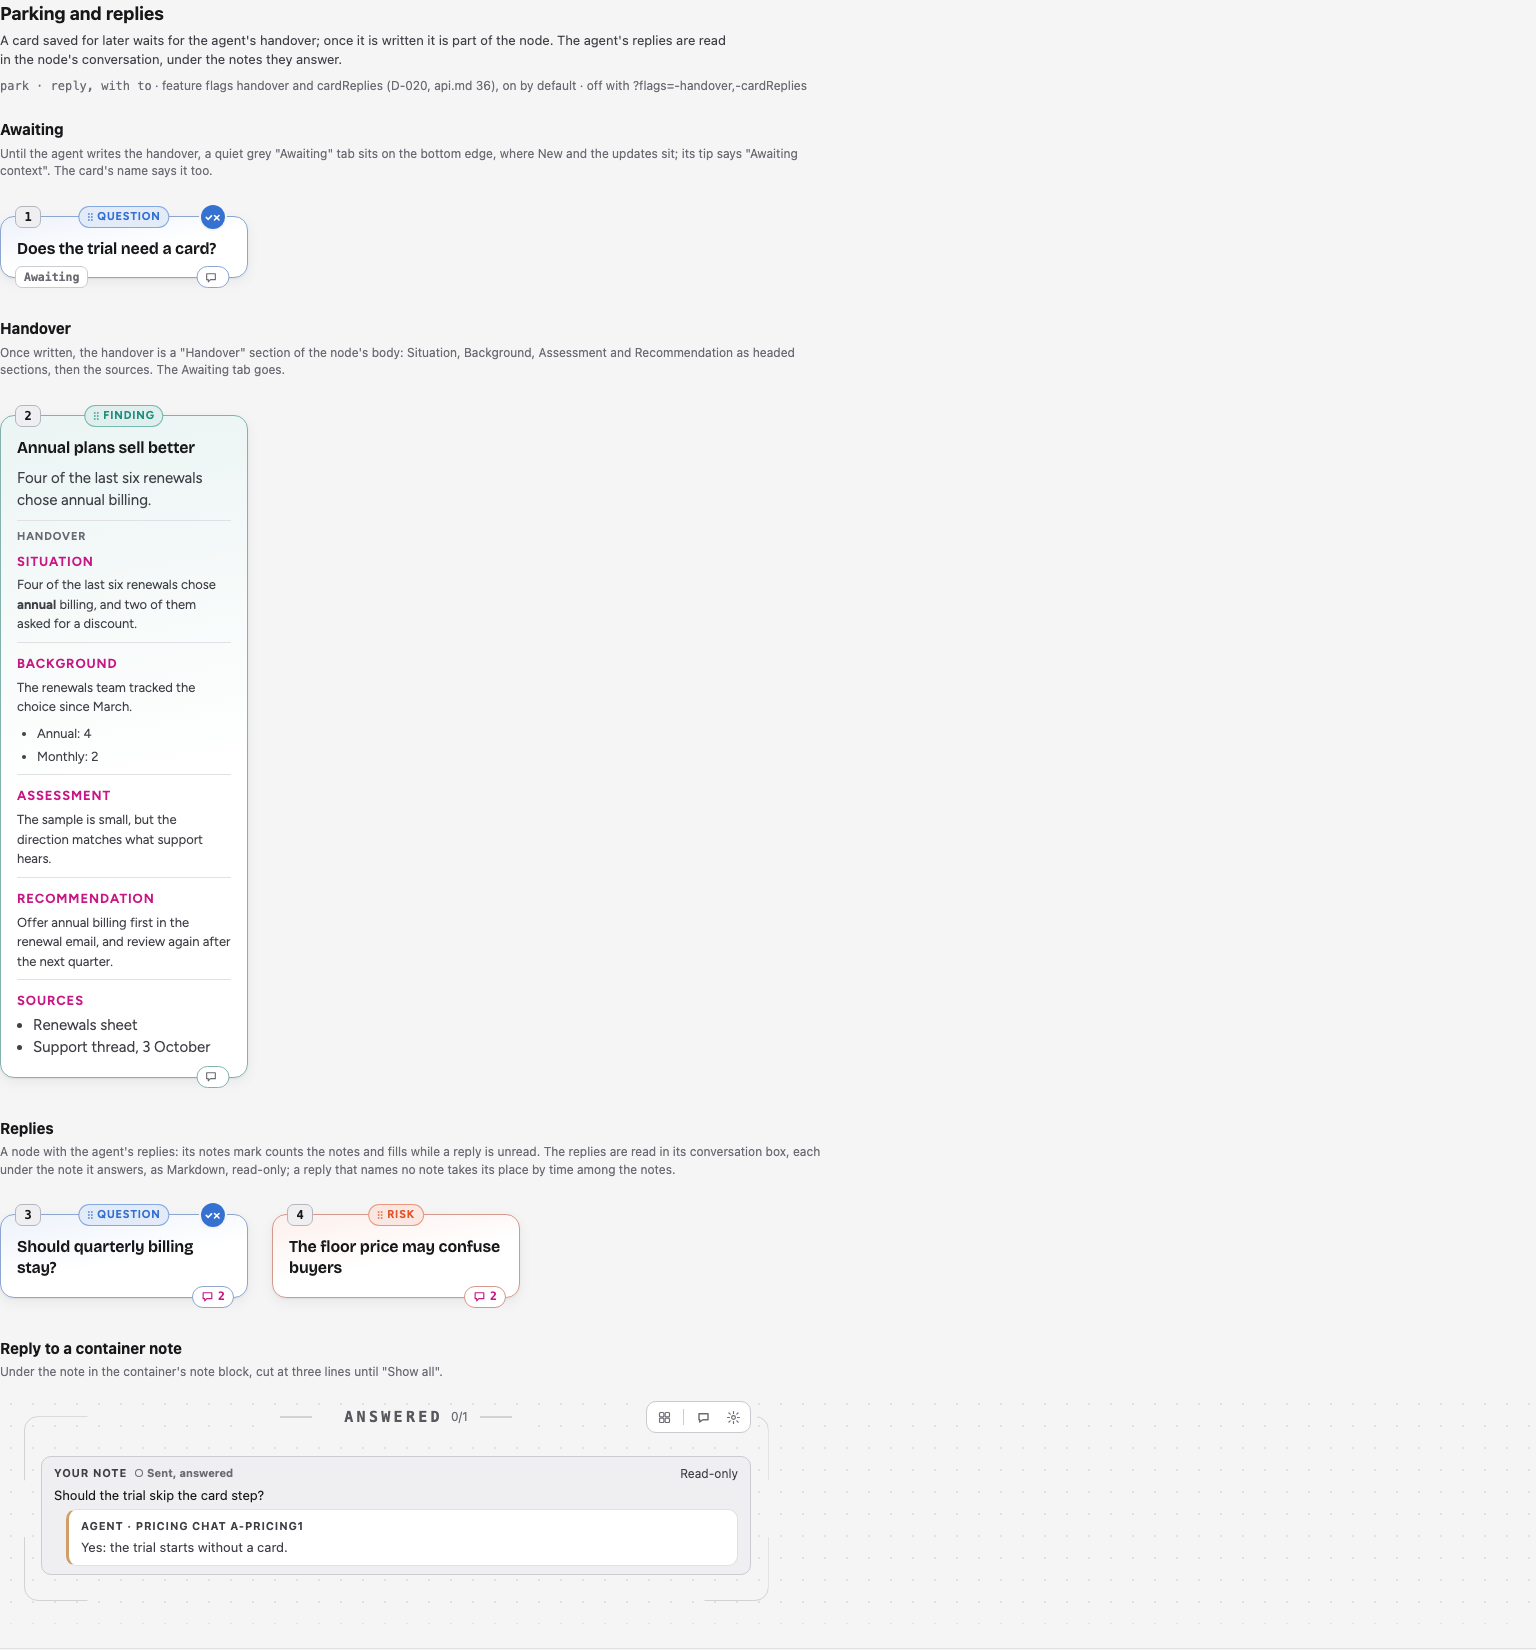 Parking and replies
A card saved for later waits for the agent's handover; once it is written it is part of the node. The agent's replies are read
in the node's conversation, under the notes they answer.
park · reply, with to · feature flags handover and cardReplies (D-020, api.md 36), on by default · off with ?flags=-handover,-cardReplies
Awaiting
Until the agent writes the handover, a quiet grey "Awaiting" tab sits on the bottom edge, where New and the updates sit; its tip says "Awaiting
context". The card's name says it too.
1
QUESTION
Does the trial need a card?
Awaiting
Handover
Once written, the handover is a "Handover" section of the node's body: Situation, Background, Assessment and Recommendation as headed
sections, then the sources. The Awaiting tab goes.
2
FINDING
Annual plans sell better
Four of the last six renewals
chose annual billing.
HANDOVER
SITUATION
Four of the last six renewals chose
annual billing, and two of them
asked for a discount.
BACKGROUND
The renewals team tracked the
choice since March.
• Annual: 4
• Monthly: 2
ASSESSMENT
The sample is small, but the
direction matches what support
hears.
RECOMMENDATION
Offer annual billing first in the
renewal email, and review again after
the next quarter.
SOURCES
• Renewals sheet
• Support thread, 3 October
Replies
A node with the agent's replies: its notes mark counts the notes and fills while a reply is unread. The replies are read in its conversation box, each
under the note it answers, as Markdown, read-only; a reply that names no note takes its place by time among the notes.
3
QUESTION
Should quarterly billing
stay?
2
4
RISK
The floor price may confuse
buyers
2
Reply to a container note
Under the note in the container's note block, cut at three lines until "Show all".
ANSWERED 0/1
YOUR NOTE Sent, answered
Read-only
Should the trial skip the card step?
AGENT · PRICING CHAT A-PRICING1
Yes: the trial starts without a card.